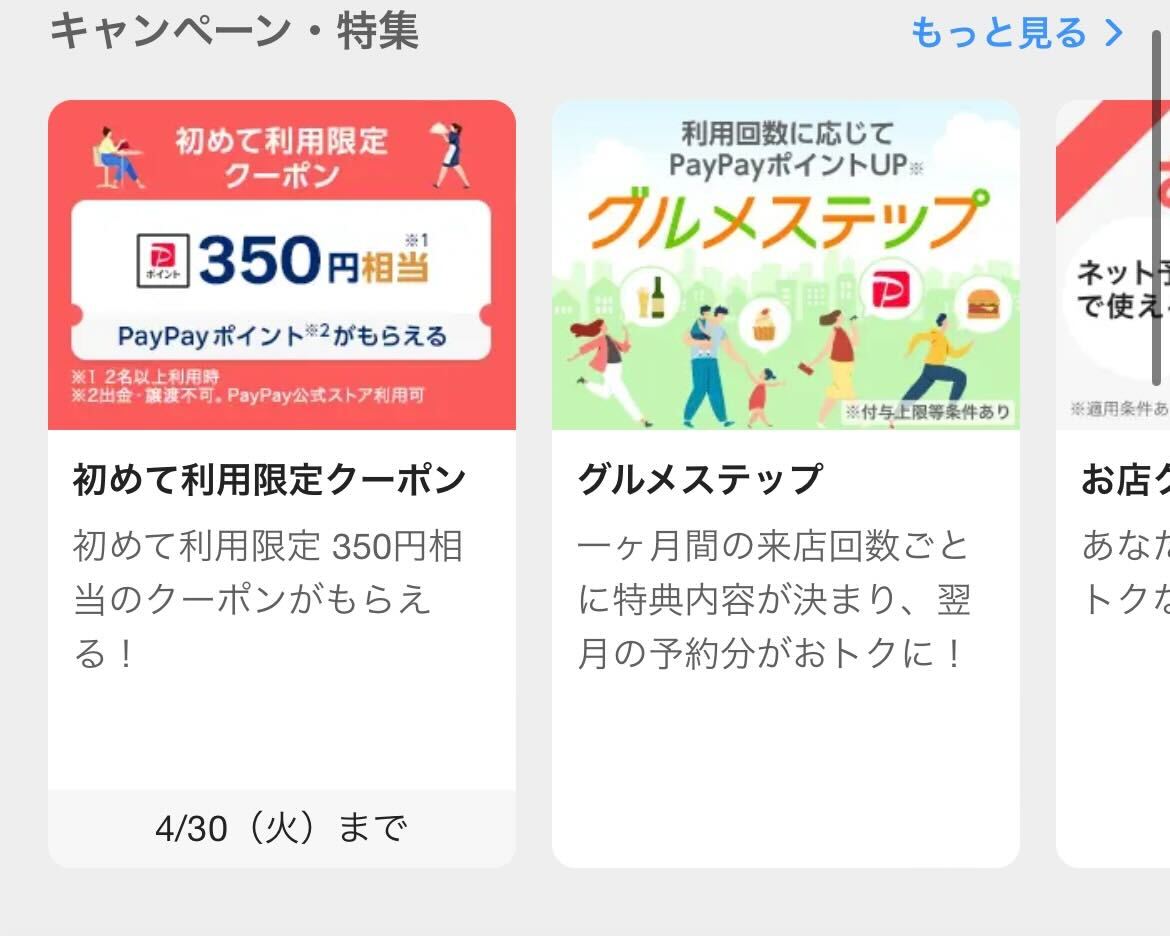 キャンペーン・特集
もっと見る
初めて利用限定
クーポン
ポイント
350円相当※1
PayPayポイント※2がもらえる
※1 2名以上利用時
※2出金・譲渡不可。PayPay公式ストア利用可
初めて利用限定クーポン
初めて利用限定 350円相
当のクーポンがもらえ
る！
4/30（火）まで
利用回数に応じて
PayPayポイントUP※
グルメステップ
※付与上限等条件あり
グルメステップ
一ヶ月間の来店回数ごと
に特典内容が決まり、翌
月の予約分がおトクに！
ネット予
で使え
※適用条件あ
お店
あなた
トクな